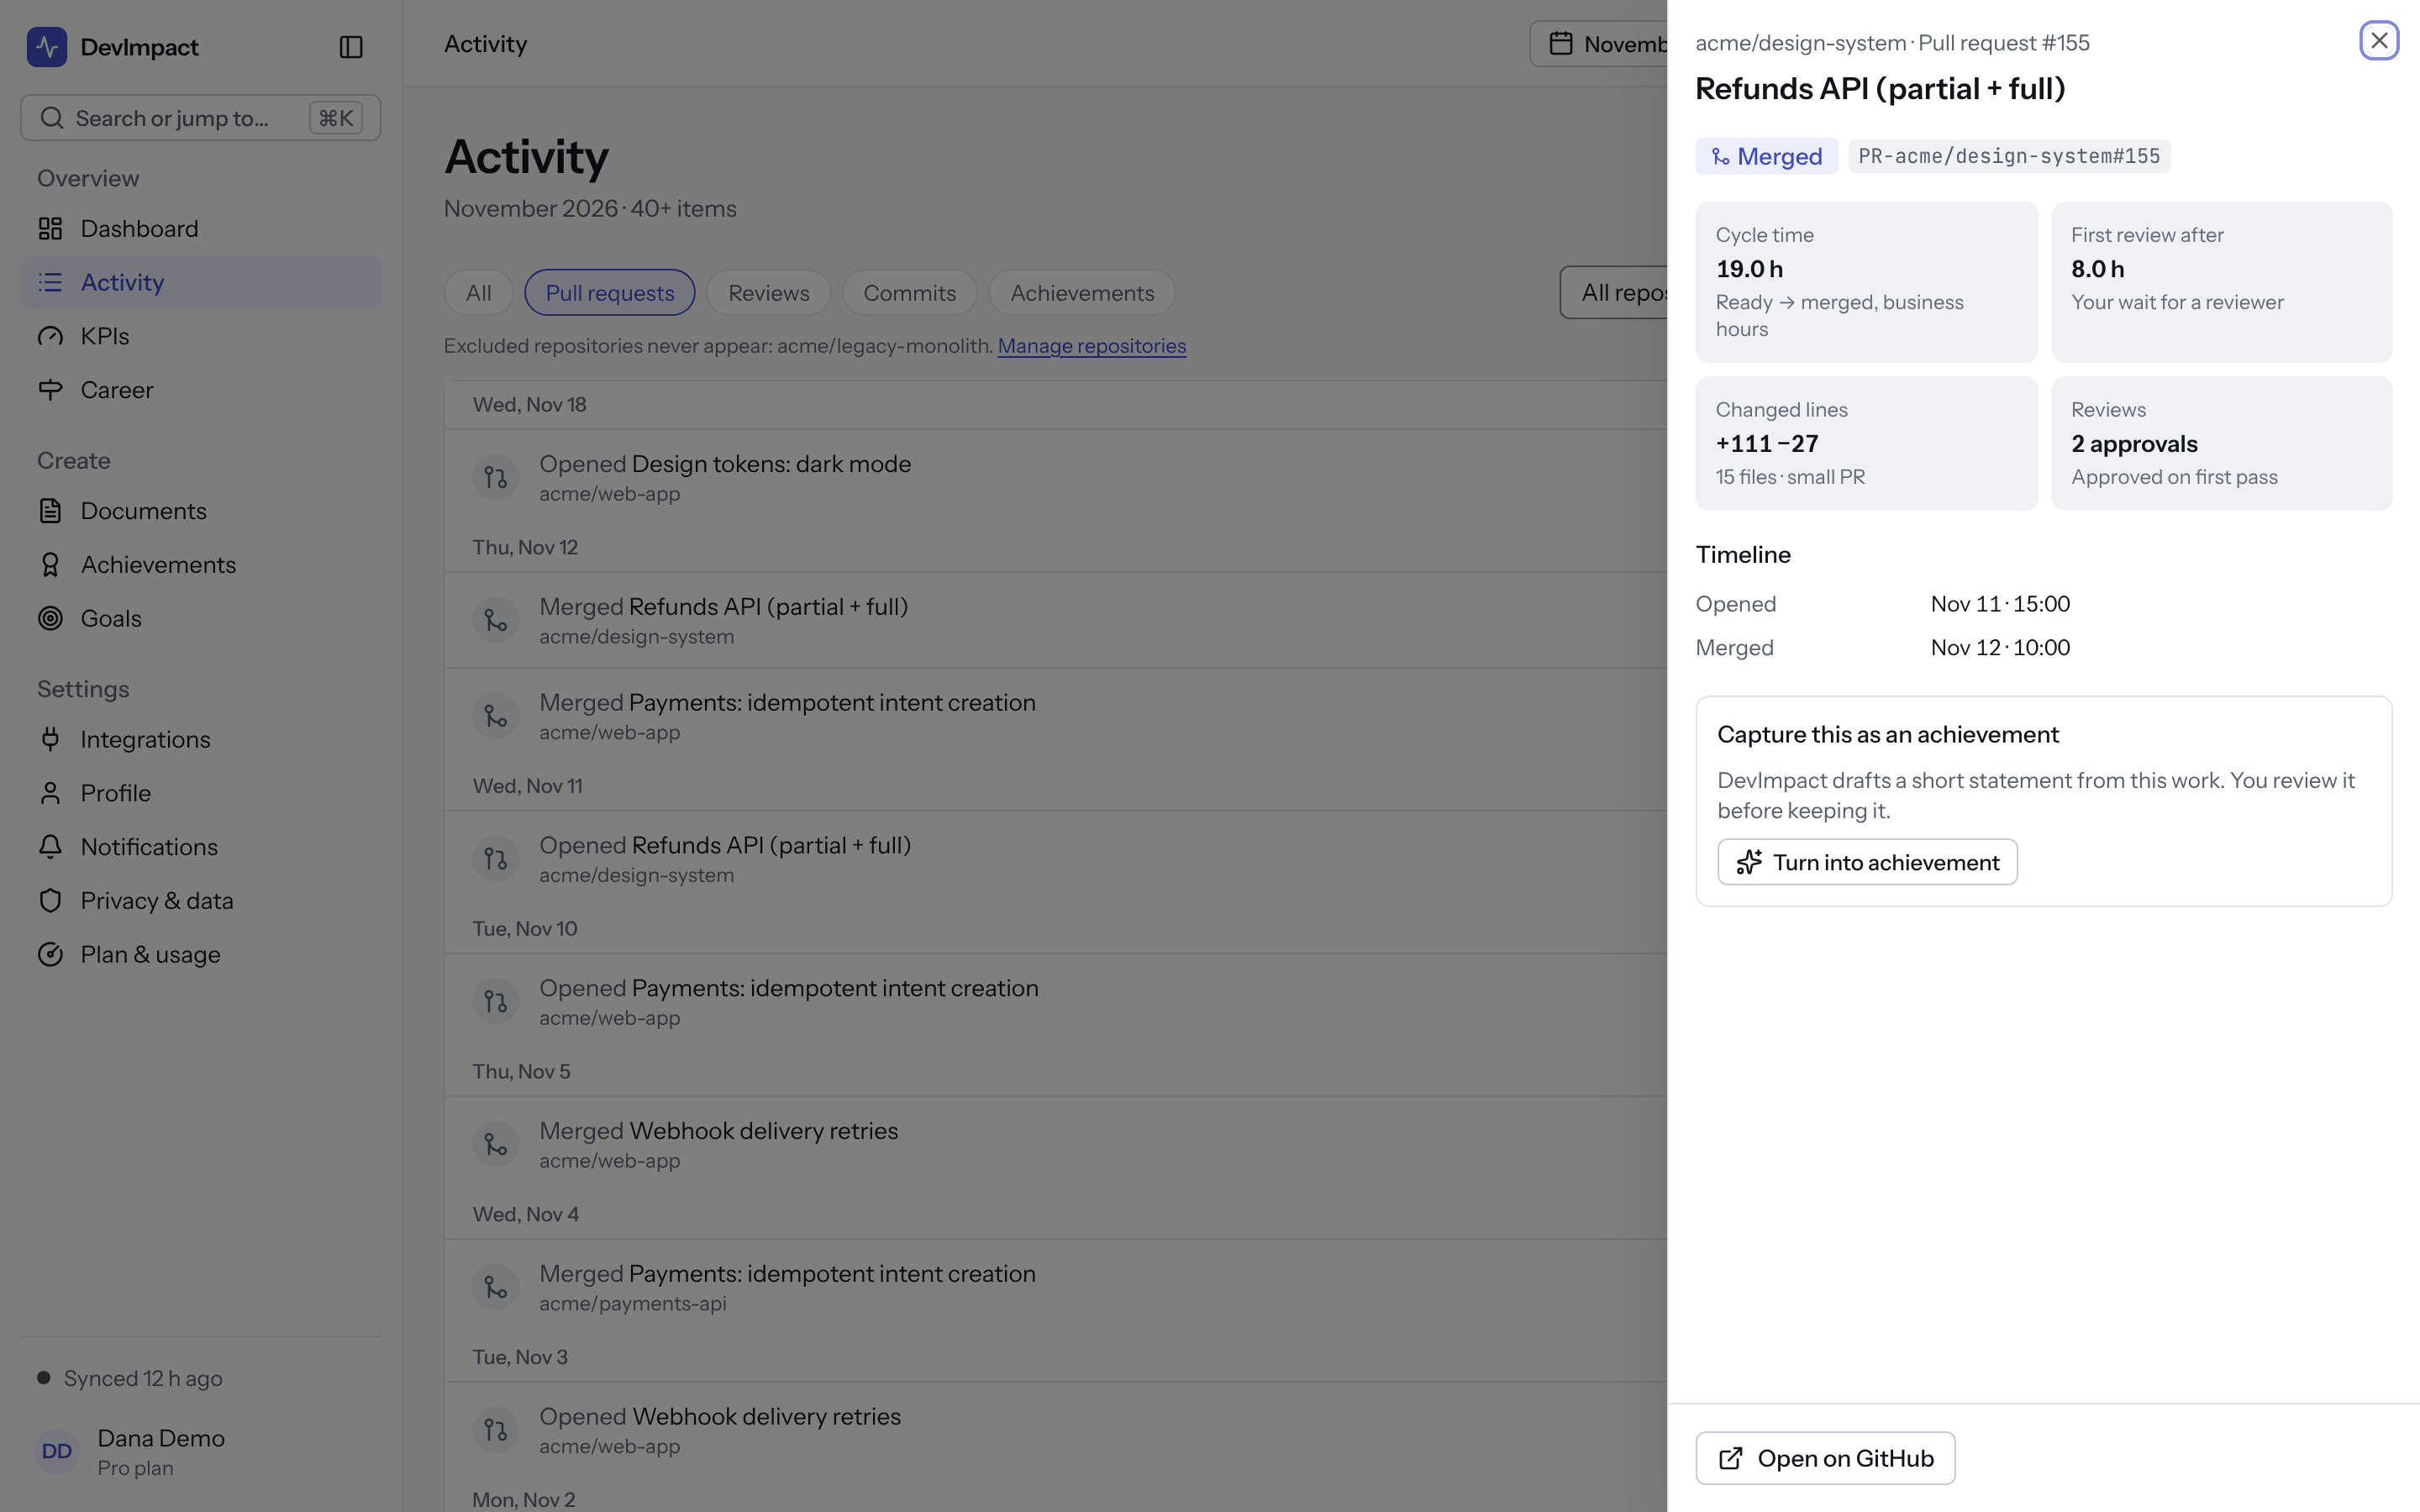 DevImpact
Search or jump to...
⌘K
Overview
Dashboard
Activity
KPIs
Career
Create
Documents
Achievements
Goals
Settings
Integrations
Profile
Notifications
Privacy & data
Plan & usage
Synced 12 h ago
DD
Dana Demo
Pro plan
Activity
Activity
November 2026 · 40+ items
All
Pull requests
Reviews
Commits
Achievements
Excluded repositories never appear: acme/legacy-monolith. Manage repositories
Wed, Nov 18
Opened Design tokens: dark mode
acme/web-app
Thu, Nov 12
Merged Refunds API (partial + full)
acme/design-system
Merged Payments: idempotent intent creation
acme/web-app
Wed, Nov 11
Opened Refunds API (partial + full)
acme/design-system
Tue, Nov 10
Opened Payments: idempotent intent creation
acme/web-app
Thu, Nov 5
Merged Webhook delivery retries
acme/web-app
Wed, Nov 4
Merged Payments: idempotent intent creation
acme/payments-api
Tue, Nov 3
Opened Webhook delivery retries
acme/web-app
Mon, Nov 2
acme/design-system · Pull request #155
Refunds API (partial + full)
Merged
PR-acme/design-system#155
Cycle time
19.0 h
Ready → merged, business
hours
First review after
8.0 h
Your wait for a reviewer
Changed lines
+111 −27
15 files · small PR
Reviews
2 approvals
Approved on first pass
Timeline
Opened
Nov 11 · 15:00
Merged
Nov 12 · 10:00
Capture this as an achievement
DevImpact drafts a short statement from this work. You review it
before keeping it.
Turn into achievement
Open on GitHub